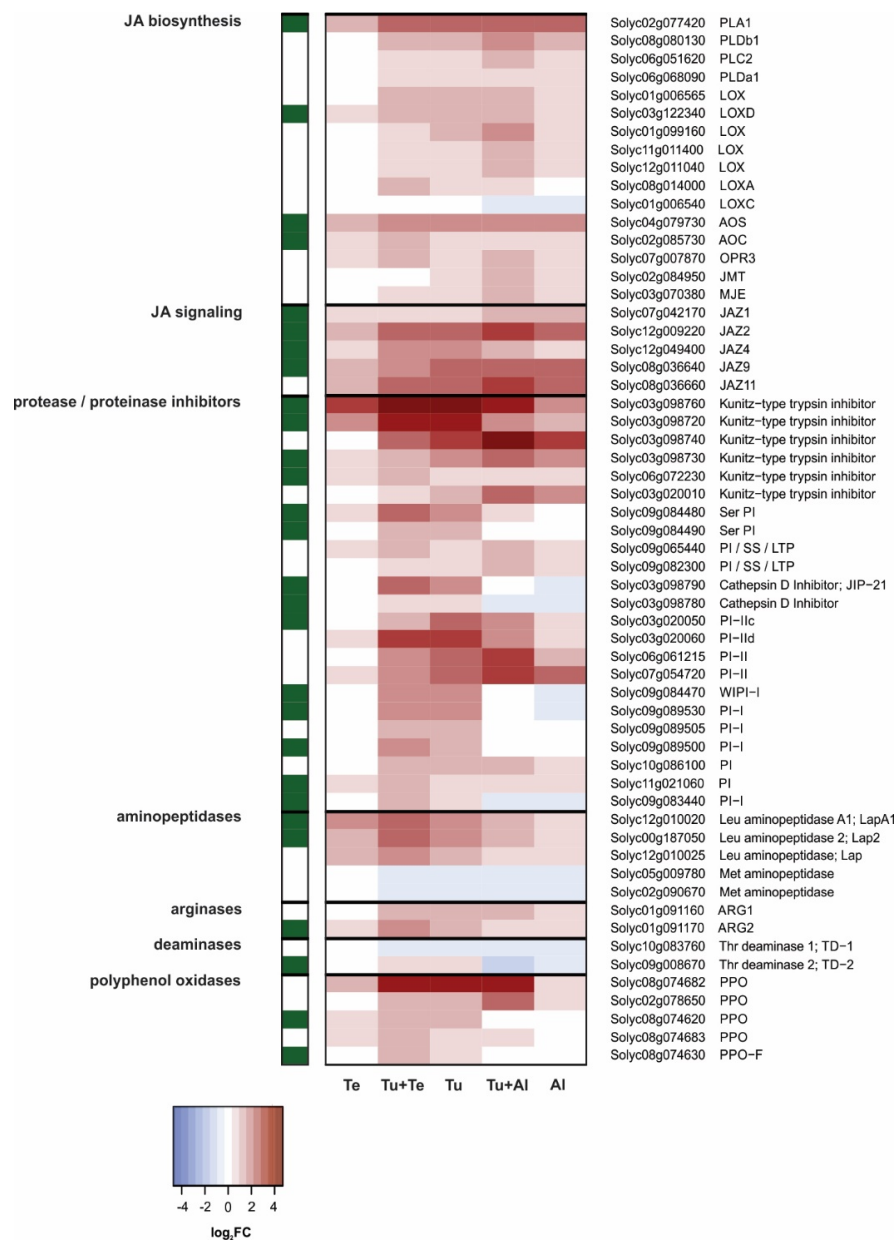 JA biosynthesis Solyc02g077420 PLA1
Solyc08g080130 PLDb1
Solyc06g051620 PLC2
Solyc06g068090 PLDa1
Solyc01g006565 LOX
Solyc03g122340 LOXD
Solyc01g099160 LOX
Solyc11g011400 LOX
Solyc12g011040 LOX
Solyc08g014000 LOXA
Solyc01g006540 LOXC
Solyc04g079730 AOS
Solyc02g085730 AOC
Solyc07g007870 OPR3
Solyc02g084950 JMT
Solyc03g070380 MJE
JA signaling Solyc07g042170 JAZ1
Solyc12g009220 JAZ2
Solyc12g049400 JAZ4
Solyc08g036640 JAZ9
Solyc08g036660 JAZ11
protease / proteinase inhibitors Solyc03g098760 Kunitz−type trypsin inhibitor
Solyc03g098720 Kunitz−type trypsin inhibitor
Solyc03g098740 Kunitz−type trypsin inhibitor
Solyc03g098730 Kunitz−type trypsin inhibitor
Solyc06g072230 Kunitz−type trypsin inhibitor
Solyc03g020010 Kunitz−type trypsin inhibitor
Solyc09g084480 Ser PI
Solyc09g084490 Ser PI
Solyc09g065440 PI / SS / LTP
Solyc09g082300 PI / SS / LTP
Solyc03g098790 Cathepsin D Inhibitor; JIP−21
Solyc03g098780 Cathepsin D Inhibitor
Solyc03g020050 PI−IIc
Solyc03g020060 PI−IId
Solyc06g061215 PI−II
Solyc07g054720 PI−II
Solyc09g084470 WIPI−I
Solyc09g089530 PI−I
Solyc09g089505 PI−I
Solyc09g089500 PI−I
Solyc10g086100 PI
Solyc11g021060 PI
Solyc09g083440 PI−I
aminopeptidases Solyc12g010020 Leu aminopeptidase A1; LapA1
Solyc00g187050 Leu aminopeptidase 2; Lap2
Solyc12g010025 Leu aminopeptidase; Lap
Solyc05g009780 Met aminopeptidase
Solyc02g090670 Met aminopeptidase
arginases Solyc01g091160 ARG1
Solyc01g091170 ARG2
deaminases Solyc10g083760 Thr deaminase 1; TD−1
Solyc09g008670 Thr deaminase 2; TD−2
polyphenol oxidases Solyc08g074682 PPO
Solyc02g078650 PPO
Solyc08g074620 PPO
Solyc08g074683 PPO
Solyc08g074630 PPO−F
Te Tu+Te Tu Tu+Al Al
-4 -2 0 2 4
log2FC